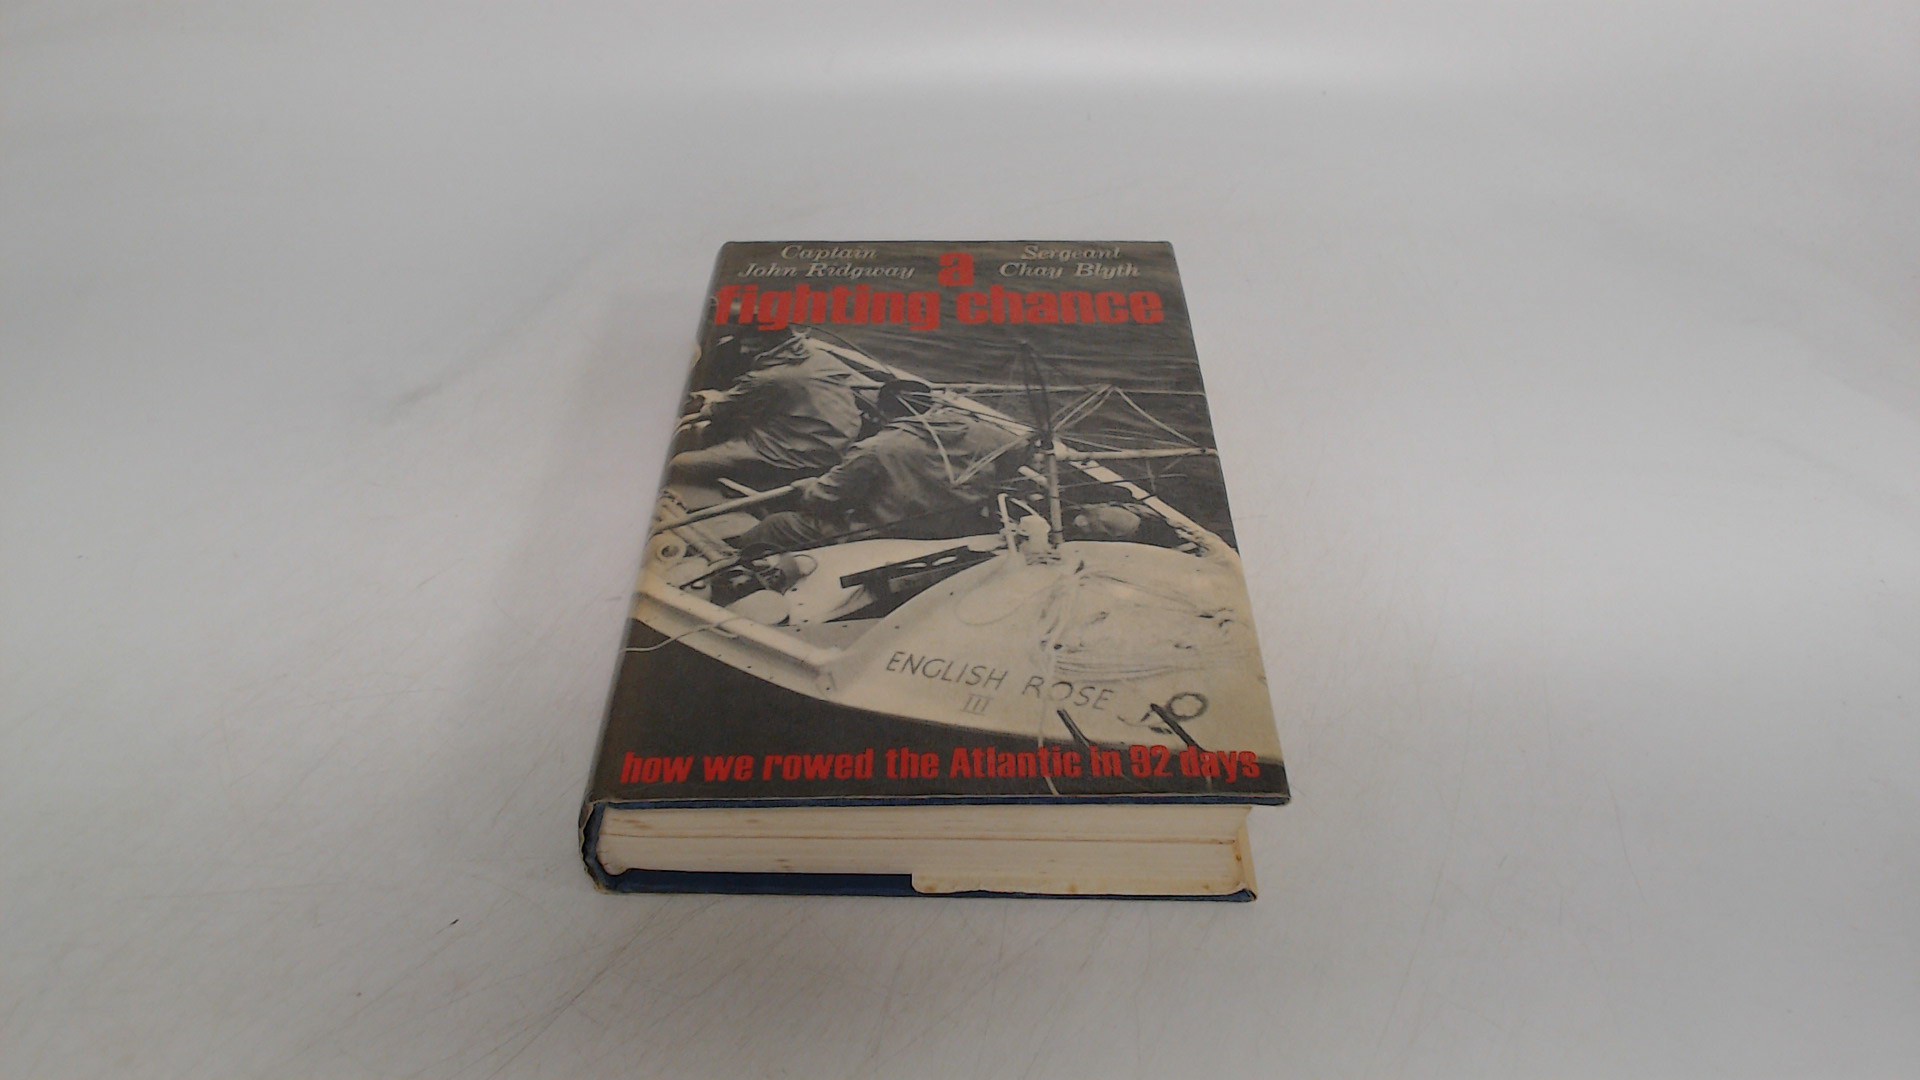 Captain
John Ridgway
Sergeant
Chay Blyth
a
fighting chance
ENGLISH ROSE
III
how we rowed the Atlantic in 92 days